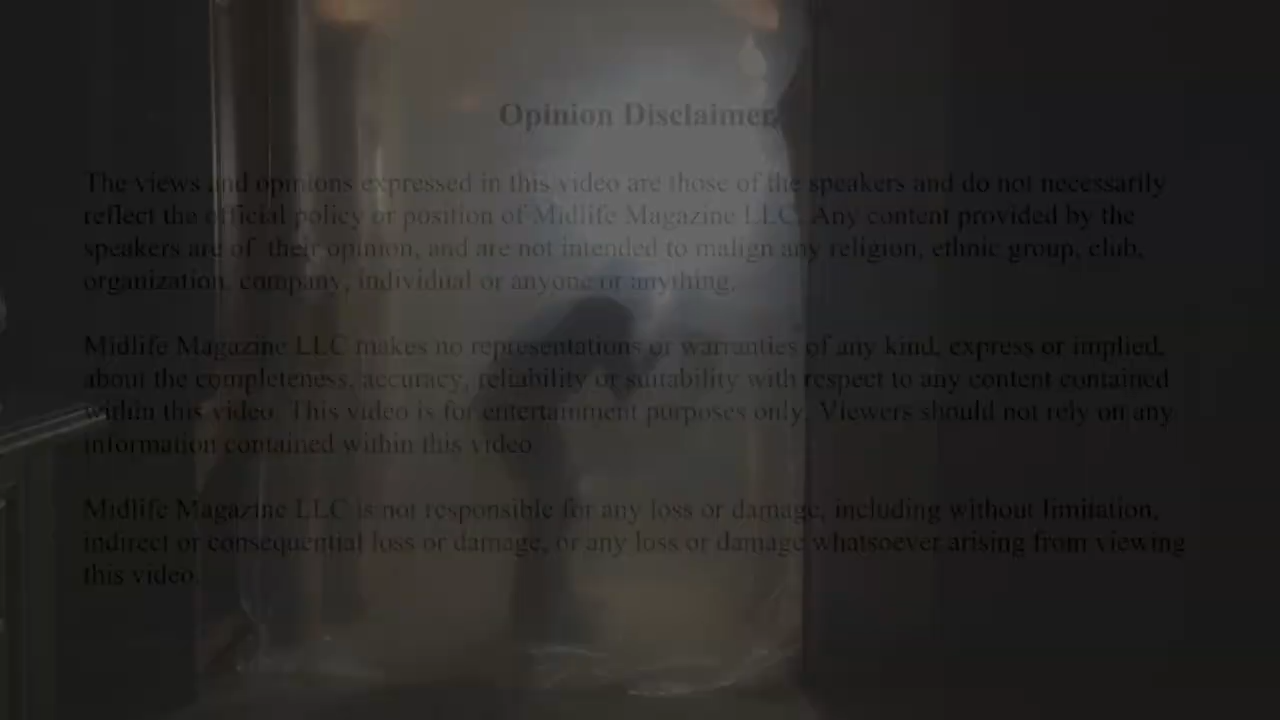 Opinion Disclaimer
The views and opinions expressed in this video are those of the speakers and do not necessarily
reflect the official policy or position of Midlife Magazine LLC. Any content provided by the
speakers are of  their opinion, and are not intended to malign any religion, ethnic group, club,
organization, company, individual or anyone or anything.
Midlife Magazine LLC makes no representations or warranties of any kind, express or implied,
about the completeness, accuracy, reliability or suitability with respect to any content contained
within this video. This video is for entertainment purposes only. Viewers should not rely on any
information contained within this video
Midlife Magazine LLC is not responsible for any loss or damage, including without limitation,
indirect or consequential loss or damage, or any loss or damage whatsoever arising from viewing
this video.